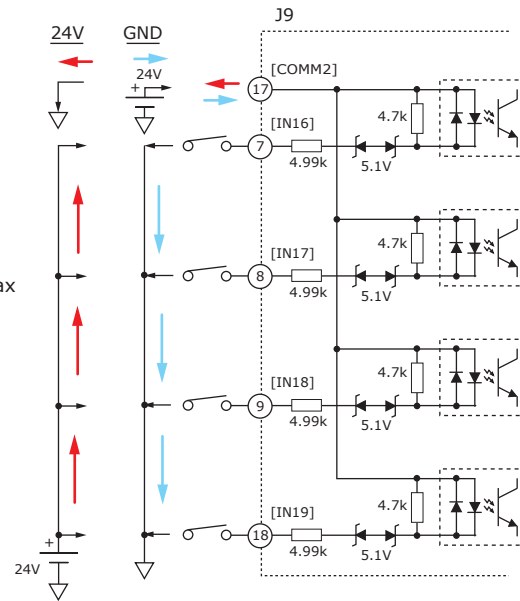 J9
24V GND
24V
+
[COMM2]
17
4.7k
[IN16]
7
4.99k
5.1V
4.7k
[IN17]
8
4.99k
5.1V
ax
4.7k
[IN18]
9
4.99k
5.1V
4.7k
[IN19]
18
4.99k
5.1V
+
24V